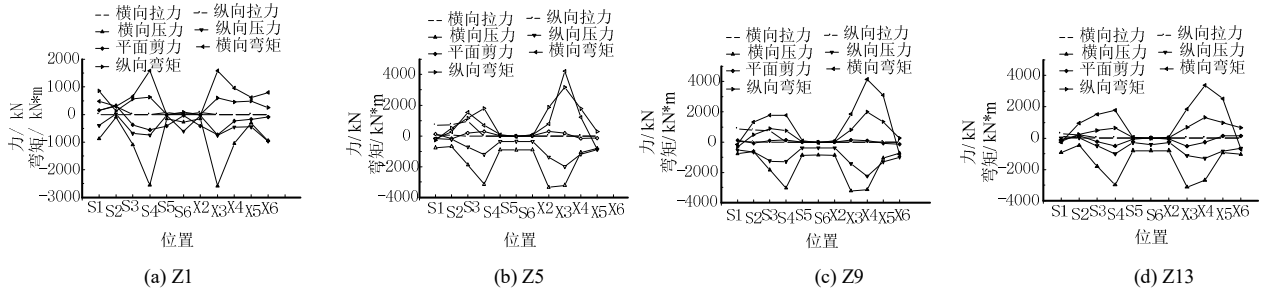 横向拉力 纵向拉力
横向压力 纵向压力
平面剪力 横向弯矩
纵向弯矩
力/ kN
弯矩/ kN*m
2000
1000
0
−1000
−2000
−3000
S1 S2 S3 S4 S5 S6 X2 X3 X4 X5 X6
位置
(a) Z1
横向拉力 纵向拉力
横向压力 纵向压力
平面剪力 横向弯矩
纵向弯矩
力/ kN
弯矩/ kN*m
4000
2000
0
−2000
−4000
S1 S2 S3 S4 S5 S6 X2 X3 X4 X5 X6
位置
(b) Z5
横向拉力 纵向拉力
横向压力 纵向压力
平面剪力 横向弯矩
纵向弯矩
力/ kN
弯矩/ kN*m
4000
2000
0
−2000
−4000
S1 S2 S3 S4 S5 S6 X2 X3 X4 X5 X6
位置
(c) Z9
横向拉力 纵向拉力
横向压力 纵向压力
平面剪力 横向弯矩
纵向弯矩
力/ kN
弯矩/ kN*m
4000
2000
0
−2000
−4000
S1 S2 S3 S4 S5 S6 X2 X3 X4 X5 X6
位置
(d) Z13